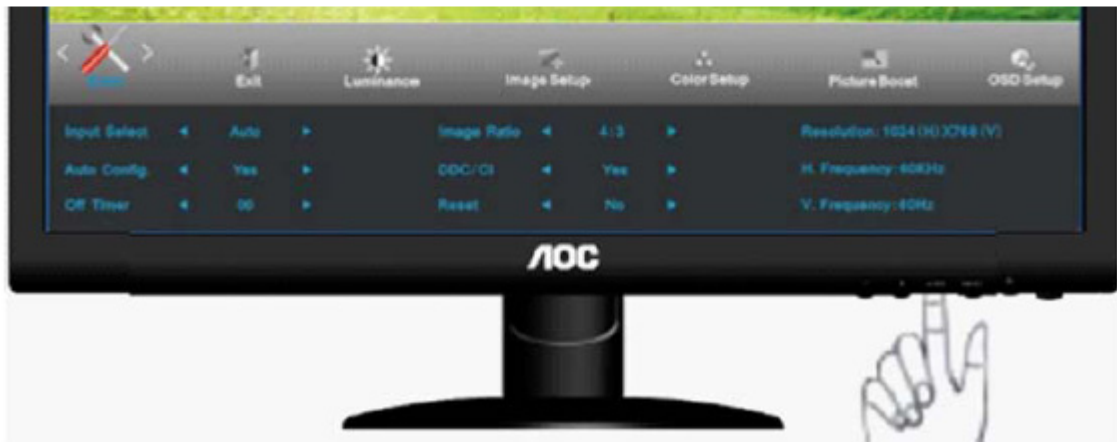 Extra Exit Luminance Image Setup Color Setup Picture Boost OSD Setup
Input Select Auto Image Ratio 4:3 Resolution: 1024(H)X768(V)
Auto Config. Yes DDC/CI Yes H. Frequency:60KHz
Off Timer 00 Reset No V. Frequency:60Hz
AOC